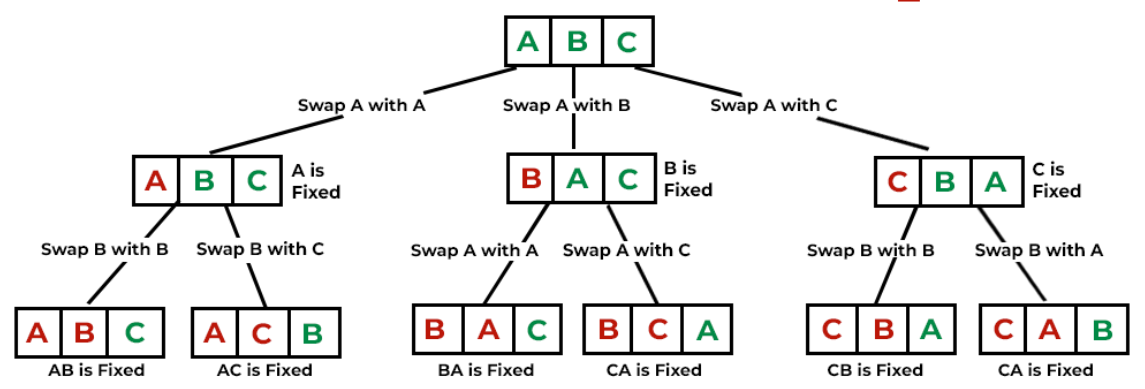 A B C
Swap A with A
Swap A with B
Swap A with C
A B C
A is
Fixed
B A C
B is
Fixed
C B A
C is
Fixed
Swap B with B
Swap B with C
Swap A with A
Swap A with C
Swap B with B
Swap B with A
A B C
A C B
B A C
B C A
C B A
C A B
AB is Fixed
AC is Fixed
BA is Fixed
CA is Fixed
CB is Fixed
CA is Fixed